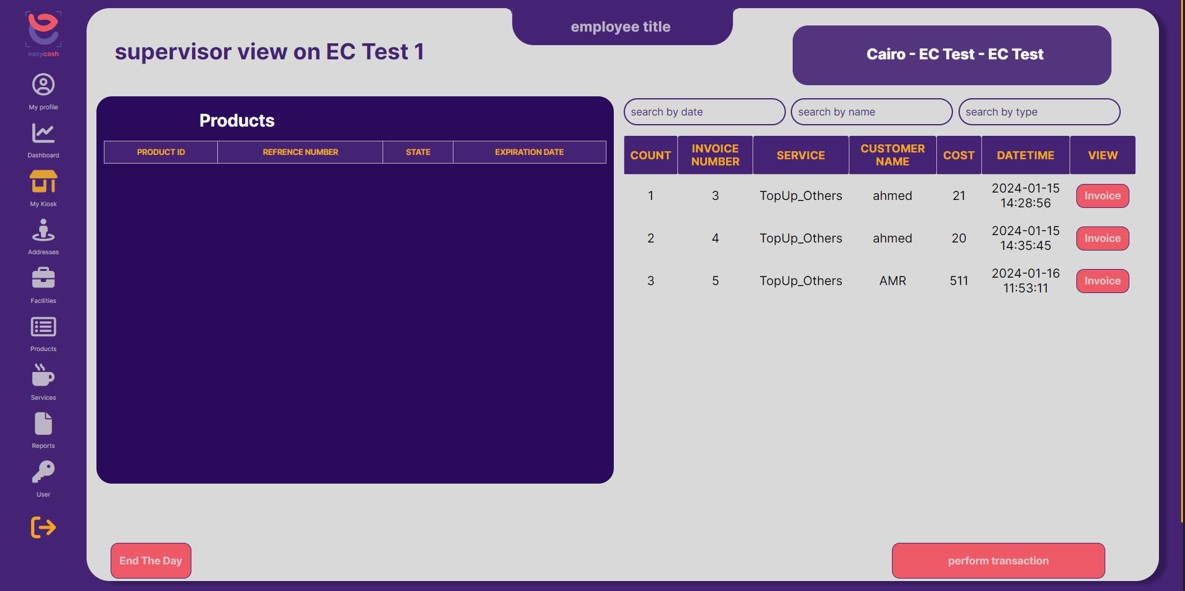 easycash
My profile
Dashboard
My Kiosk
Addresses
Facilities
Products
Services
Reports
User
employee title
supervisor view on EC Test 1
Cairo - EC Test - EC Test
Products
PRODUCT ID REFRENCE NUMBER STATE EXPIRATION DATE
search by date search by name search by type
COUNT INVOICE NUMBER SERVICE CUSTOMER NAME COST DATETIME VIEW
1 3 TopUp_Others ahmed 21 2024-01-15 14:28:56 Invoice
2 4 TopUp_Others ahmed 20 2024-01-15 14:35:45 Invoice
3 5 TopUp_Others AMR 511 2024-01-16 11:53:11 Invoice
End The Day
perform transaction